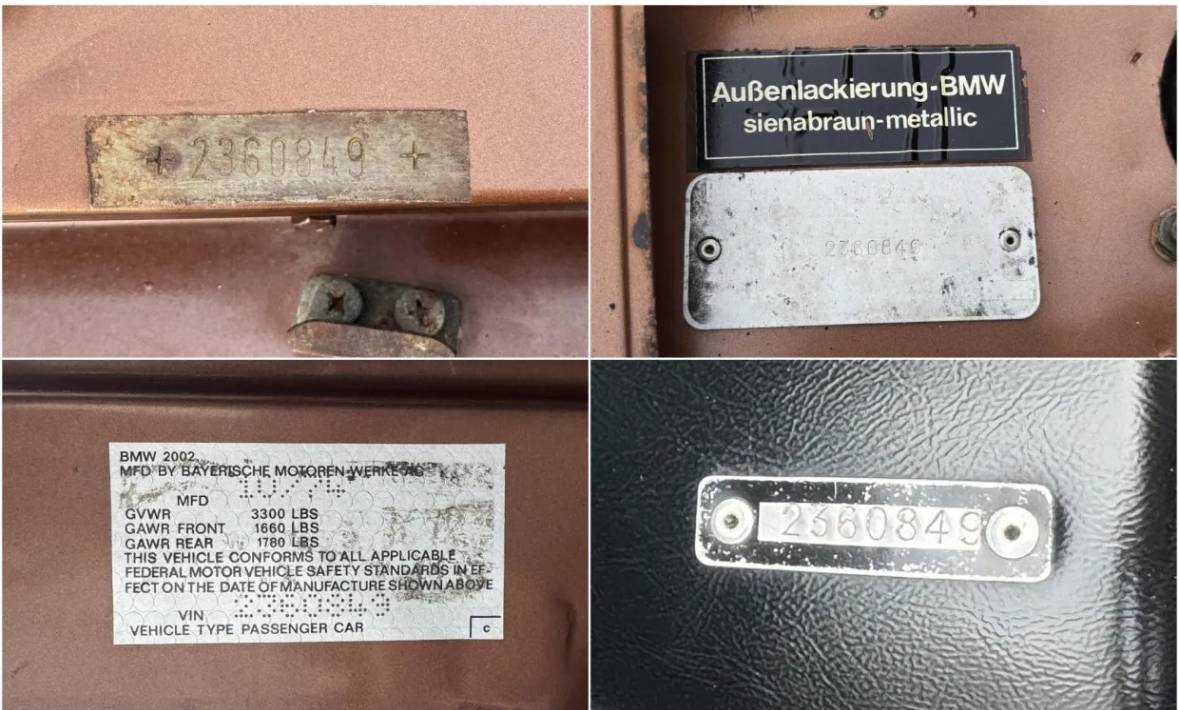 + 2360849 +
Außenlackierung-BMW
sienabraun-metallic
2360849
BMW 2002
MFD BY BAYERISCHE MOTOREN-WERKE AG
10/74
MFD
GVWR 3300 LBS
GAWR FRONT 1660 LBS
GAWR REAR 1780 LBS
THIS VEHICLE CONFORMS TO ALL APPLICABLE
FEDERAL MOTOR VEHICLE SAFETY STANDARDS IN EF-
FECT ON THE DATE OF MANUFACTURE SHOWN ABOVE
VIN 2360849
VEHICLE TYPE PASSENGER CAR
C
2360849